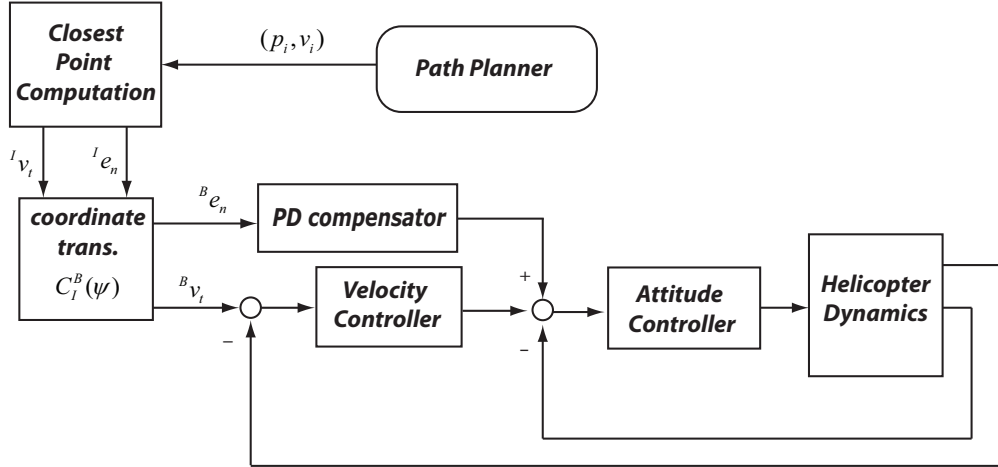 Closest
Point
Computation
(p_i, v_i)
Path Planner
^I v_t
^I e_n
coordinate
trans.
C_I^B(ψ)
^B e_n
PD compensator
^B v_t
−
Velocity
Controller
+
−
Attitude
Controller
Helicopter
Dynamics